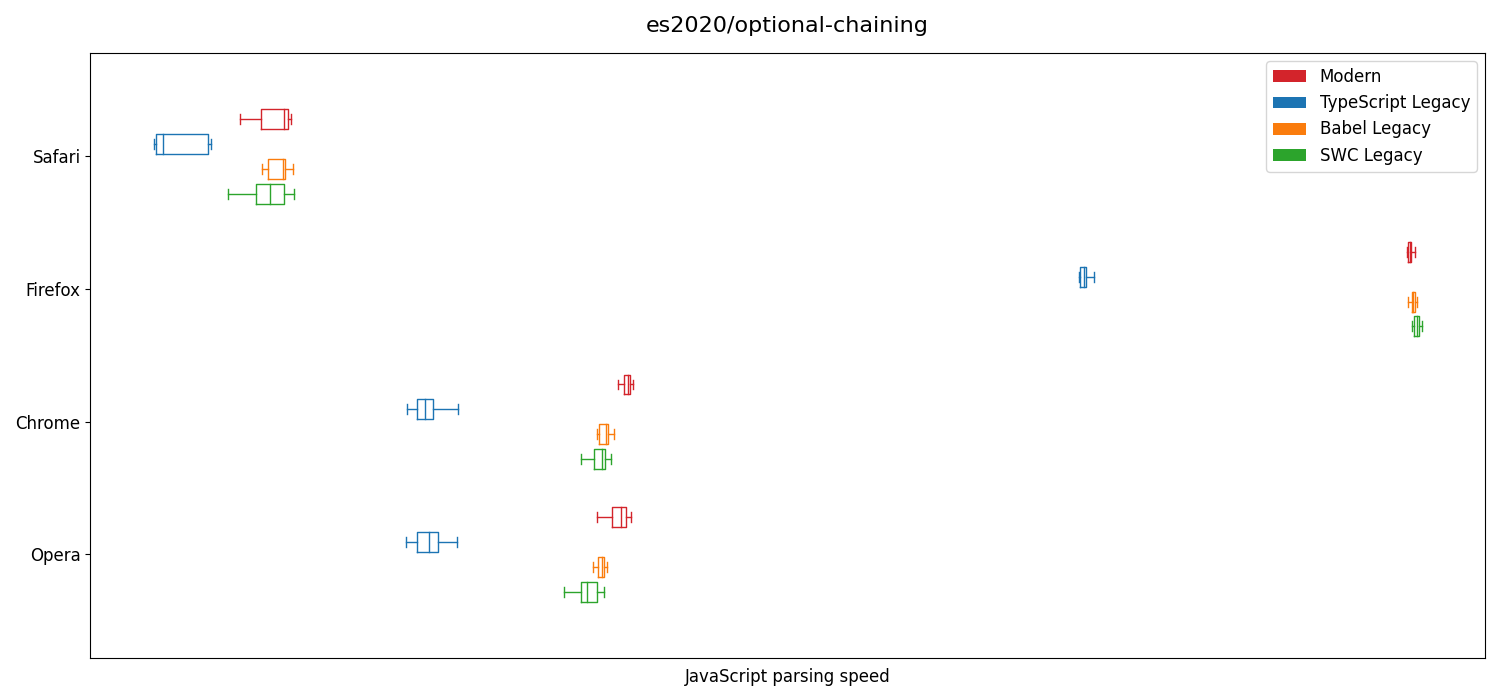 es2020/optional-chaining
Modern
TypeScript Legacy
Babel Legacy
SWC Legacy
Safari
Firefox
Chrome
Opera
JavaScript parsing speed